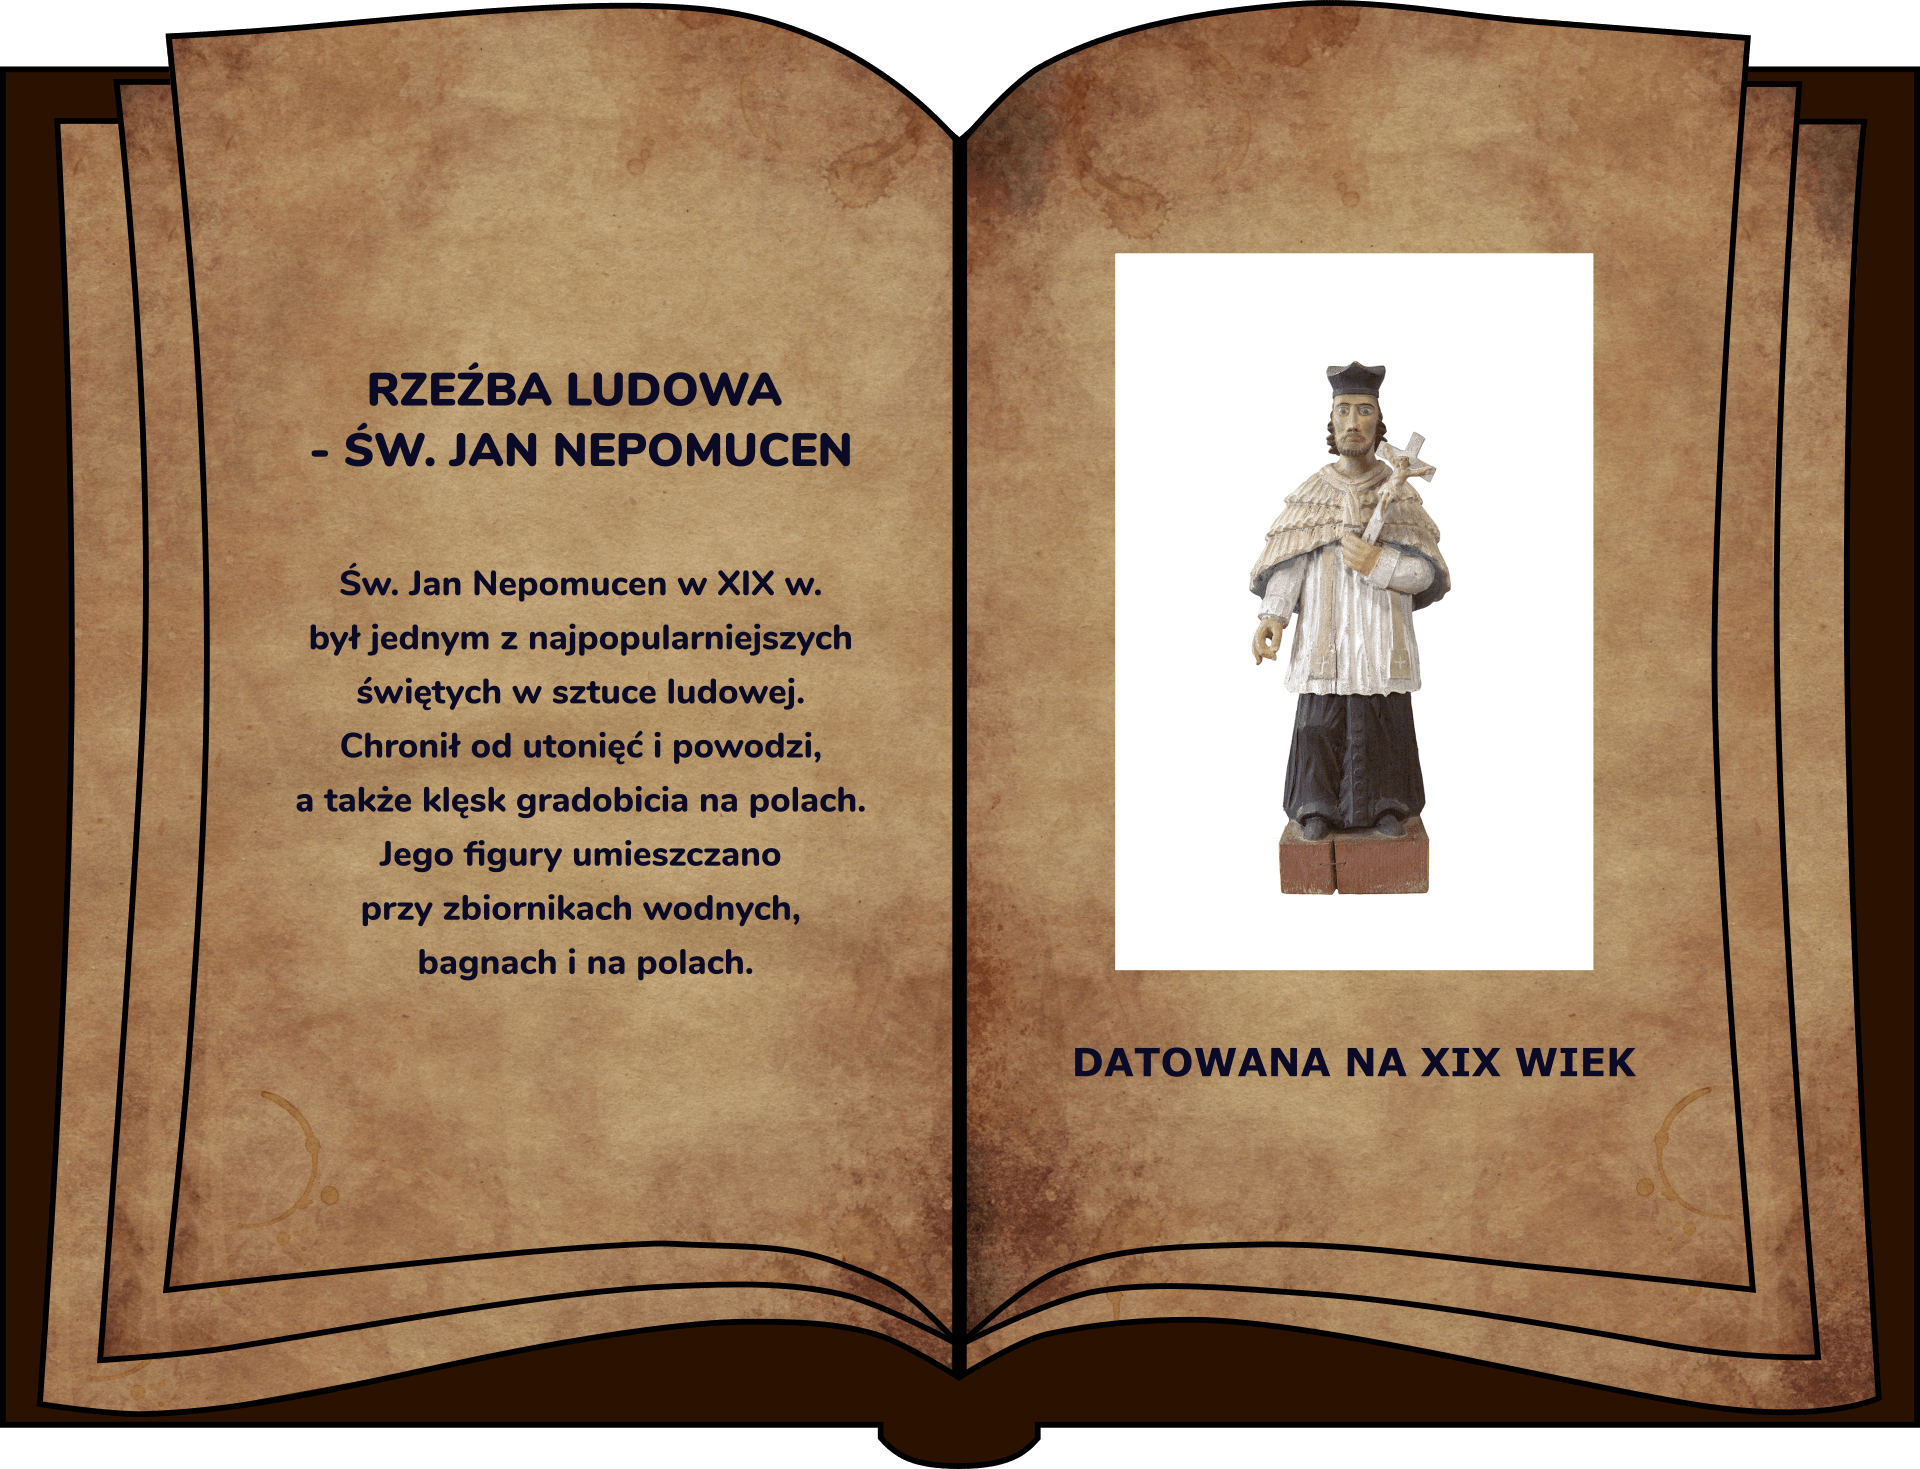 RZEŹBA LUDOWA
- ŚW. JAN NEPOMUCEN
Św. Jan Nepomucen w XIX w.
był jednym z najpopularniejszych
świętych w sztuce ludowej.
Chronił od utonięć i powodzi,
a także klęsk gradobicia na polach.
Jego figury umieszczano
przy zbiornikach wodnych,
bagnach i na polach.
DATOWANA NA XIX WIEK